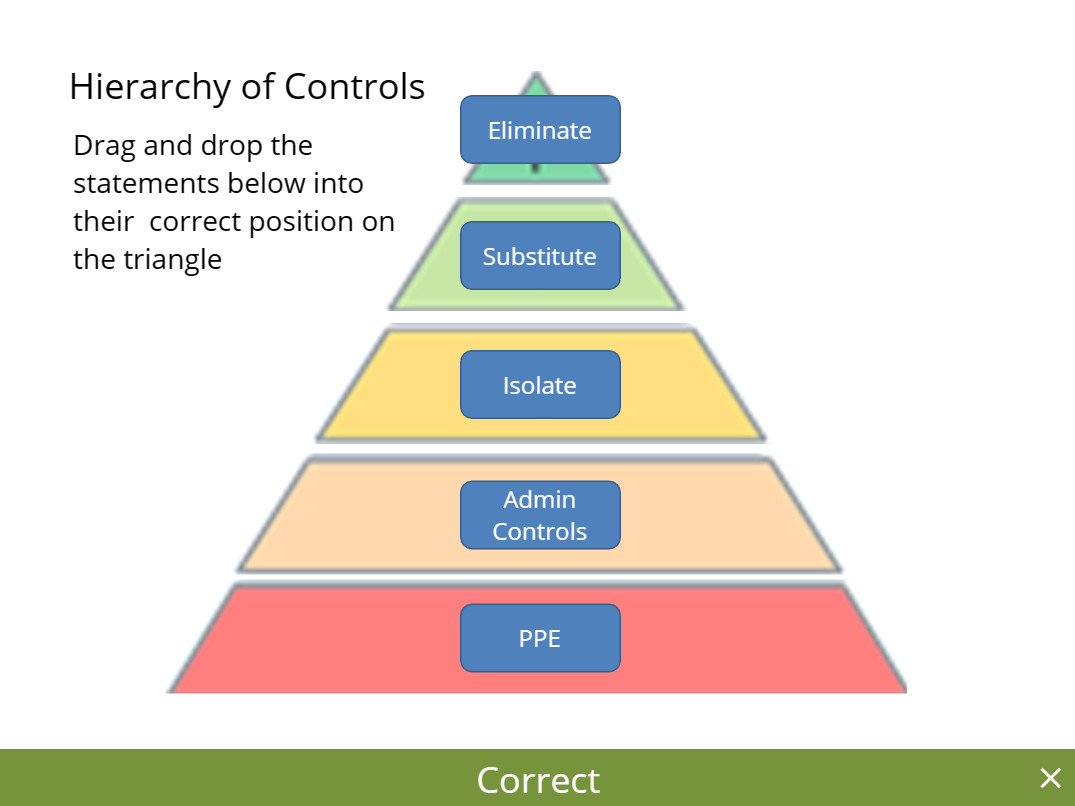 Hierarchy of Controls
Drag and drop the
statements below into
their  correct position on
the triangle
Eliminate
Substitute
Isolate
Admin
Controls
PPE
Correct